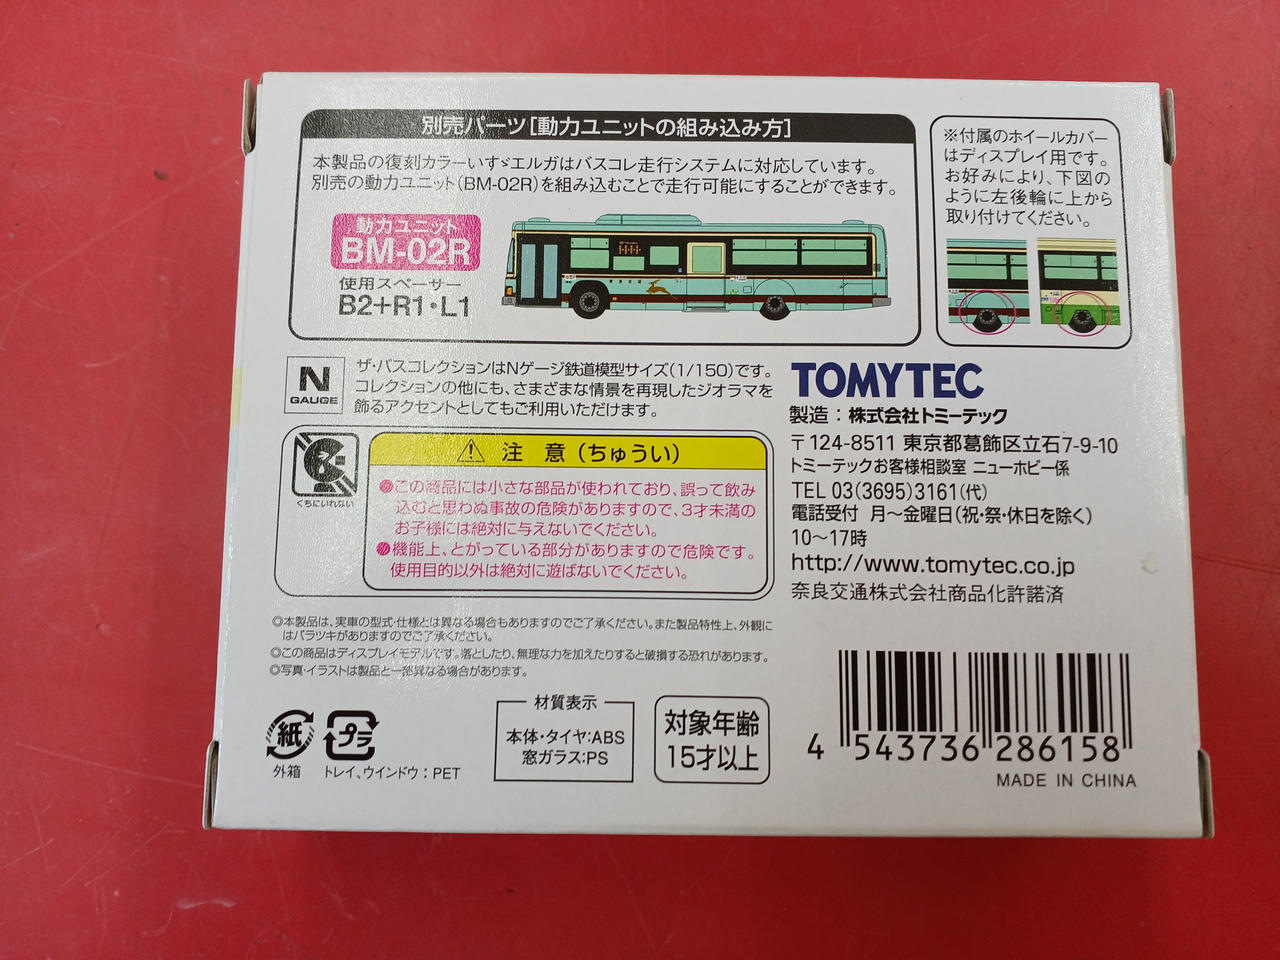 別売パーツ[動力ユニットの組み込み方]
本製品の復刻カラーいすゞエルガはバスコレ走行システムに対応しています。
別売の動力ユニット(BM-02R)を組み込むことで走行可能にすることができます。
動力ユニット
BM-02R
使用スペーサー
B2+R1・L1
※付属のホイールカバー
はディスプレイ用です。
お好みにより、下図の
ように左後輪に上から
取り付けてください。
N
GAUGE
ザ・バスコレクションはNゲージ鉄道模型サイズ(1/150)です。
コレクションの他にも、さまざまな情景を再現したジオラマを
飾るアクセントとしてもご利用いただけます。
くちにいれない
注 意(ちゅうい)
●この商品には小さな部品が使われており、誤って飲み
込むと思わぬ事故の危険がありますので、3才未満の
お子様には絶対に与えないでください。
●機能上、とがっている部分がありますので危険です。
使用目的以外は絶対に遊ばないでください。
TOMYTEC
製造：株式会社トミーテック
〒124-8511 東京都葛飾区立石7-9-10
トミーテックお客様相談室 ニューホビー係
TEL 03(3695)3161(代)
電話受付 月〜金曜日(祝・祭・休日を除く)
10〜17時
http://www.tomytec.co.jp
奈良交通株式会社商品化許諾済
◎本製品は、実車の型式・仕様とは異なる場合もありますのでご了承ください。また製品特性上、外観に
はバラツキがありますのでご了承ください。
◎この商品はディスプレイモデルです。落としたり、無理な力を加えたりすると破損する恐れがあります。
◎写真・イラストは製品と一部異なる場合があります。
紙
外箱
プラ
トレイ、ウインドウ：PET
材質表示
本体・タイヤ:ABS
窓ガラス:PS
対象年齢
15才以上
4 543736 286158
MADE IN CHINA